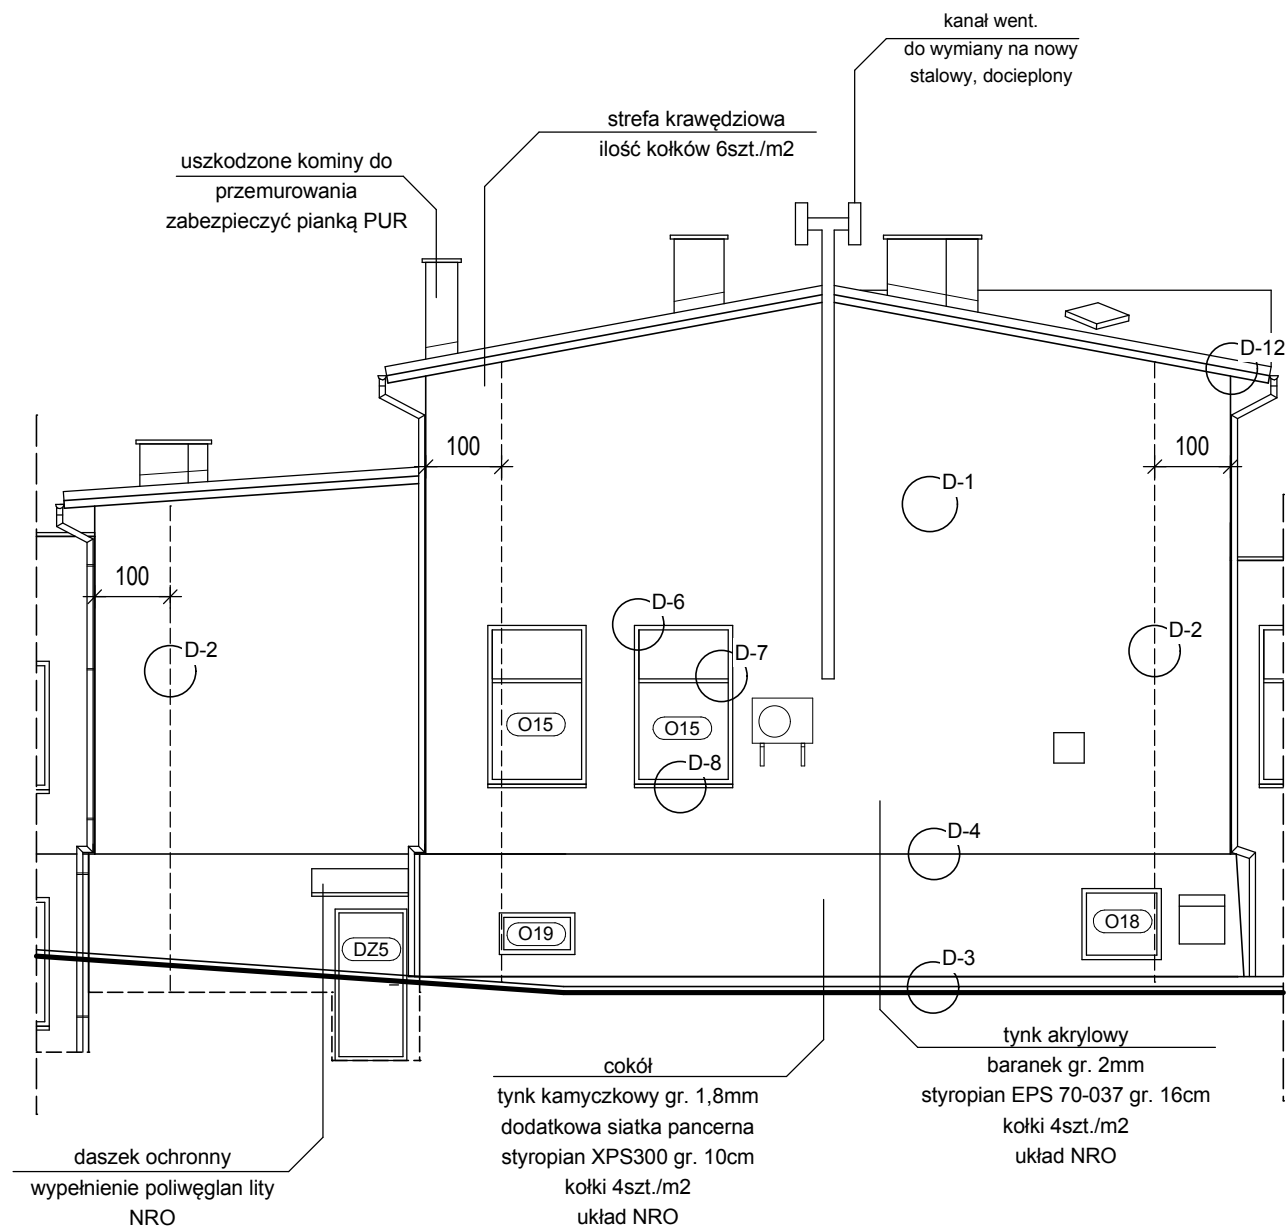 kanał went.
do wymiany na nowy
stalowy, docieplony
strefa krawędziowa
ilość kołków 6szt./m2
uszkodzone kominy do
przemurowania
zabezpieczyć pianką PUR
D-12
100
100
D-1
100
D-6
D-2
D-7
D-2
O15
O15
D-8
D-4
O19
O18
DZ5
D-3
cokół
tynk kamyczkowy gr. 1,8mm
dodatkowa siatka pancerna
styropian XPS300 gr. 10cm
kołki 4szt./m2
układ NRO
tynk akrylowy
baranek gr. 2mm
styropian EPS 70-037 gr. 16cm
kołki 4szt./m2
układ NRO
daszek ochronny
wypełnienie poliwęglan lity
NRO